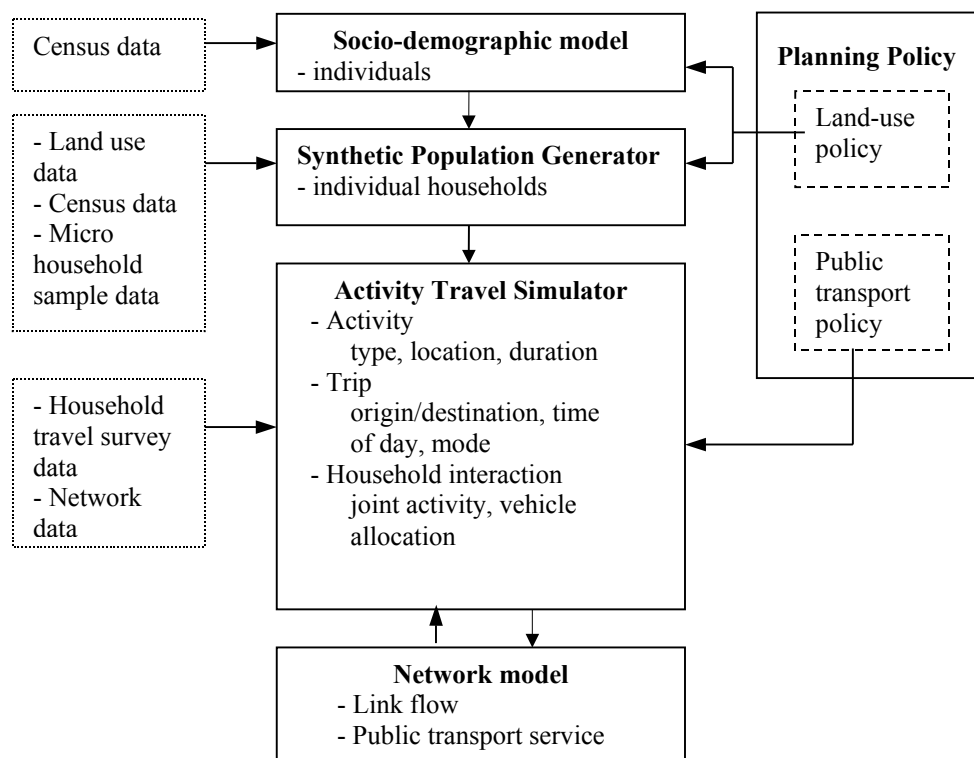 Census data
Socio-demographic model
- individuals
Planning Policy
Land-use
policy
- Land use
data
- Census data
- Micro
household
sample data
Synthetic Population Generator
- individual households
Public
transport
policy
Activity Travel Simulator
- Activity
type, location, duration
- Trip
origin/destination, time
of day, mode
- Household interaction
joint activity, vehicle
allocation
- Household
travel survey
data
- Network
data
Network model
- Link flow
- Public transport service